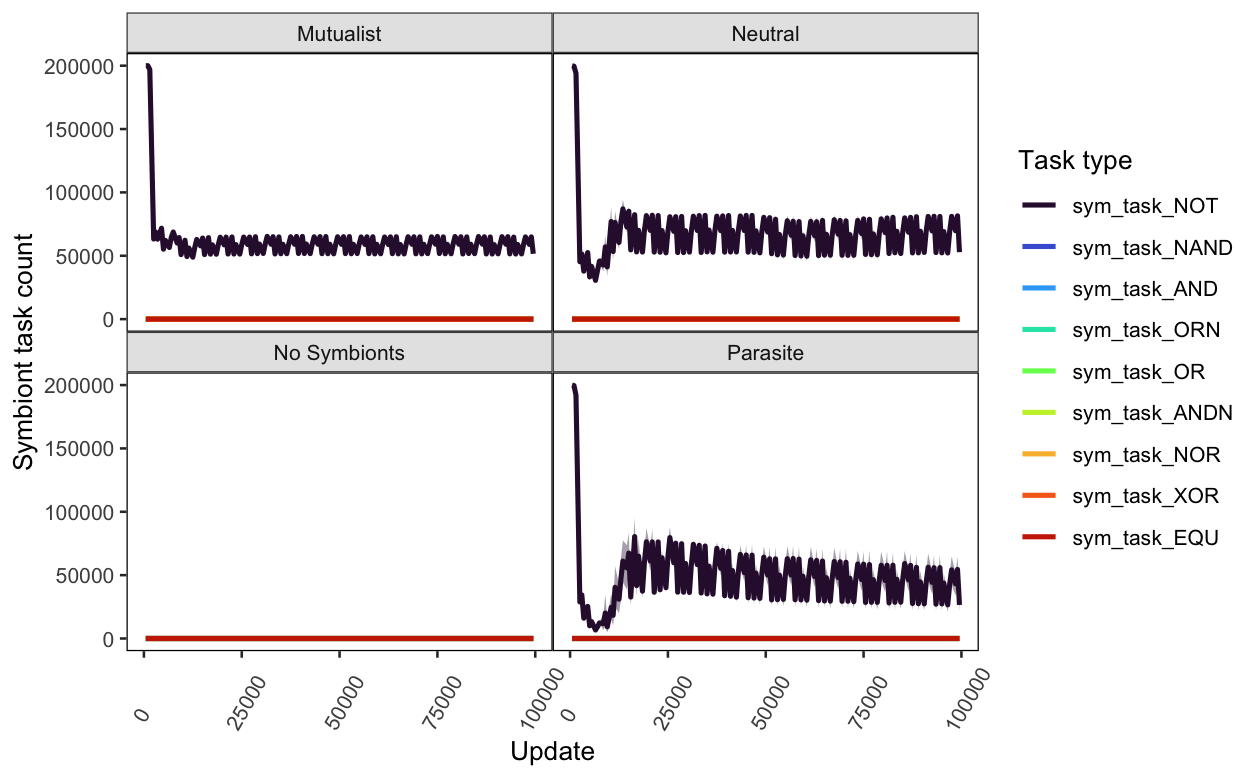 Mutualist
Neutral
200000
150000
100000
50000
0
No Symbionts
Parasite
200000
150000
100000
50000
0
Symbiont task count
0
25000
50000
75000
100000
0
25000
50000
75000
100000
Update
Task type
sym_task_NOT
sym_task_NAND
sym_task_AND
sym_task_ORN
sym_task_OR
sym_task_ANDN
sym_task_NOR
sym_task_XOR
sym_task_EQU